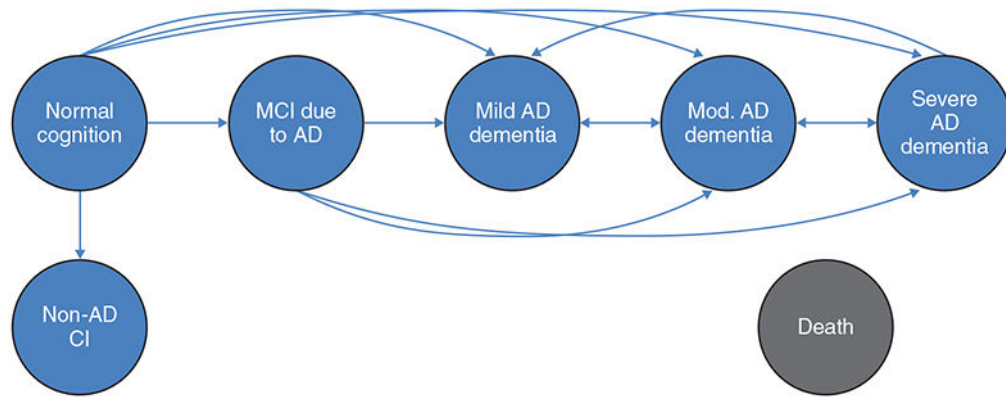 Normal
cognition
MCI due
to AD
Mild AD
dementia
Mod. AD
dementia
Severe
AD
dementia
Non-AD
CI
Death